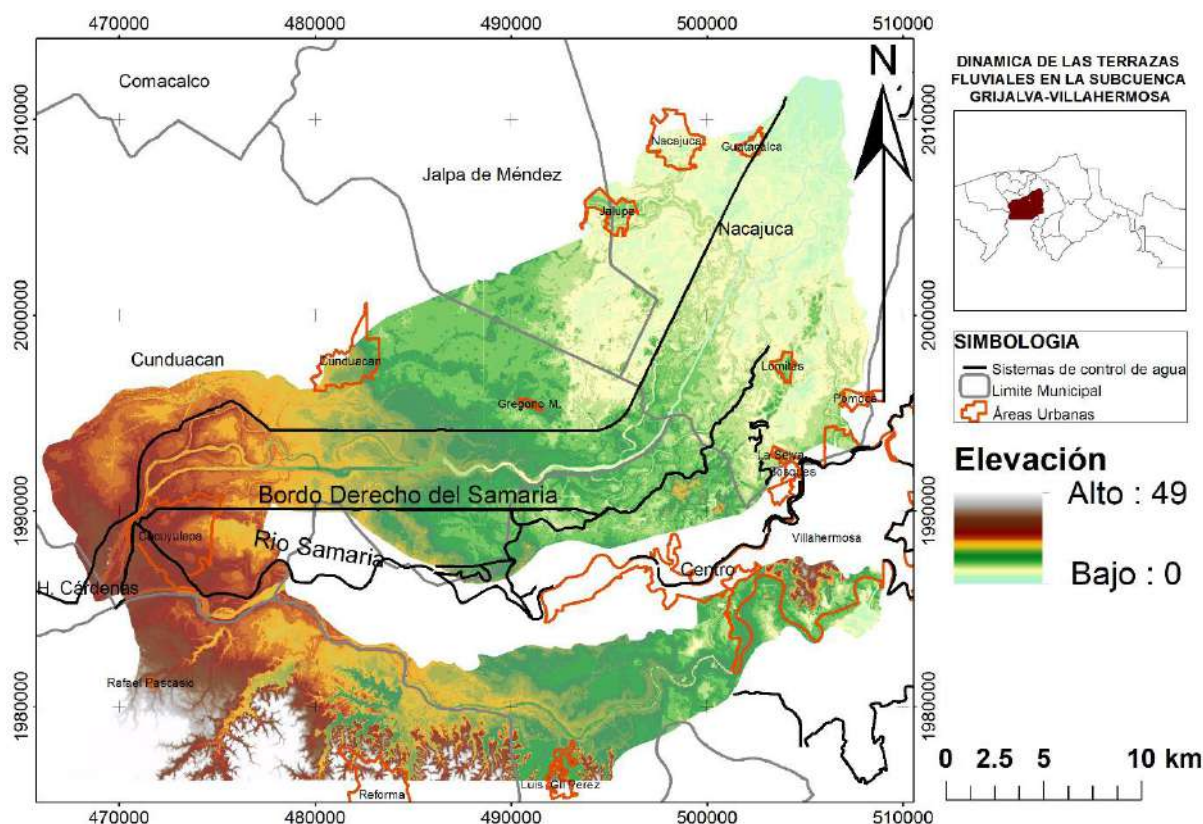 470000 480000 490000 500000 510000
Comacalco
N
2010000
2010000
Nacajuca
Guatacalca
Jalpa de Méndez
Jalupa
Nacajuca
2000000
2000000
Cunduacan
Cunduacan
Lomitas
Gregorio M.
Pomoca
La Selva
Bosques
Bordo Derecho del Samaria
1990000
1990000
Cucuyulapa
Rio Samaria
Villahermosa
Centro
H. Cárdenas
Rafael Pascasio
1980000
1980000
Reforma
Luis Gil Perez
470000 480000 490000 500000 510000
DINAMICA DE LAS TERRAZAS
FLUVIALES EN LA SUBCUENCA
GRIJALVA-VILLAHERMOSA
SIMBOLOGIA
Sistemas de control de agua
Limite Municipal
Áreas Urbanas
Elevación
Alto : 49
Bajo : 0
0 2.5 5 10 km